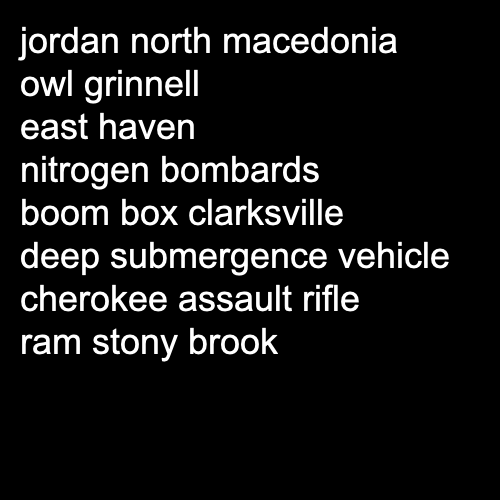 jordan north macedonia
owl grinnell
east haven
nitrogen bombards
boom box clarksville
deep submergence vehicle
cherokee assault rifle
ram stony brook